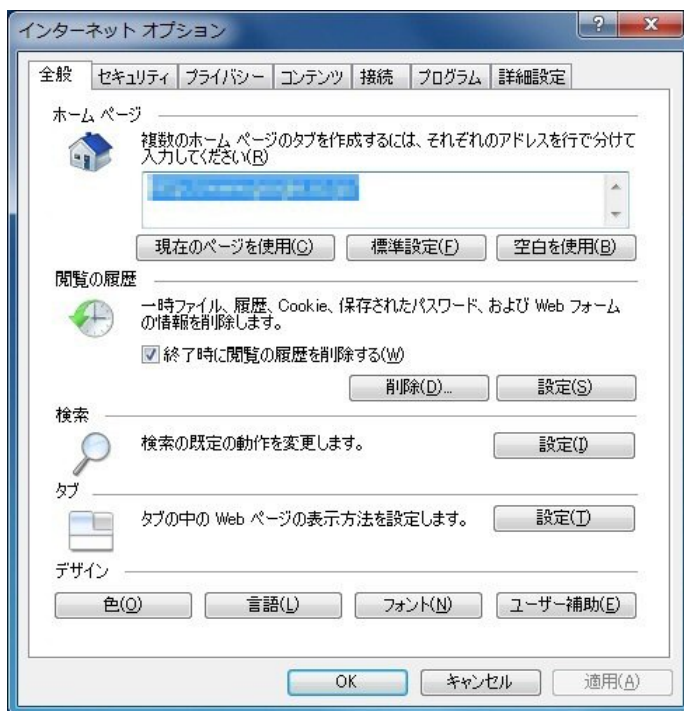 インターネット オプション
全般 セキュリティ プライバシー コンテンツ 接続 プログラム 詳細設定
ホーム ページ
複数のホーム ページのタブを作成するには、それぞれのアドレスを行で分けて
入力してください(R)
現在のページを使用(C) 標準設定(F) 空白を使用(B)
閲覧の履歴
一時ファイル、履歴、Cookie、保存されたパスワード、および Web フォーム
の情報を削除します。
終了時に閲覧の履歴を削除する(W)
削除(D)... 設定(S)
検索
検索の既定の動作を変更します。 設定(I)
タブ
タブの中の Web ページの表示方法を設定します。 設定(T)
デザイン
色(O) 言語(L) フォント(N) ユーザー補助(E)
OK キャンセル 適用(A)